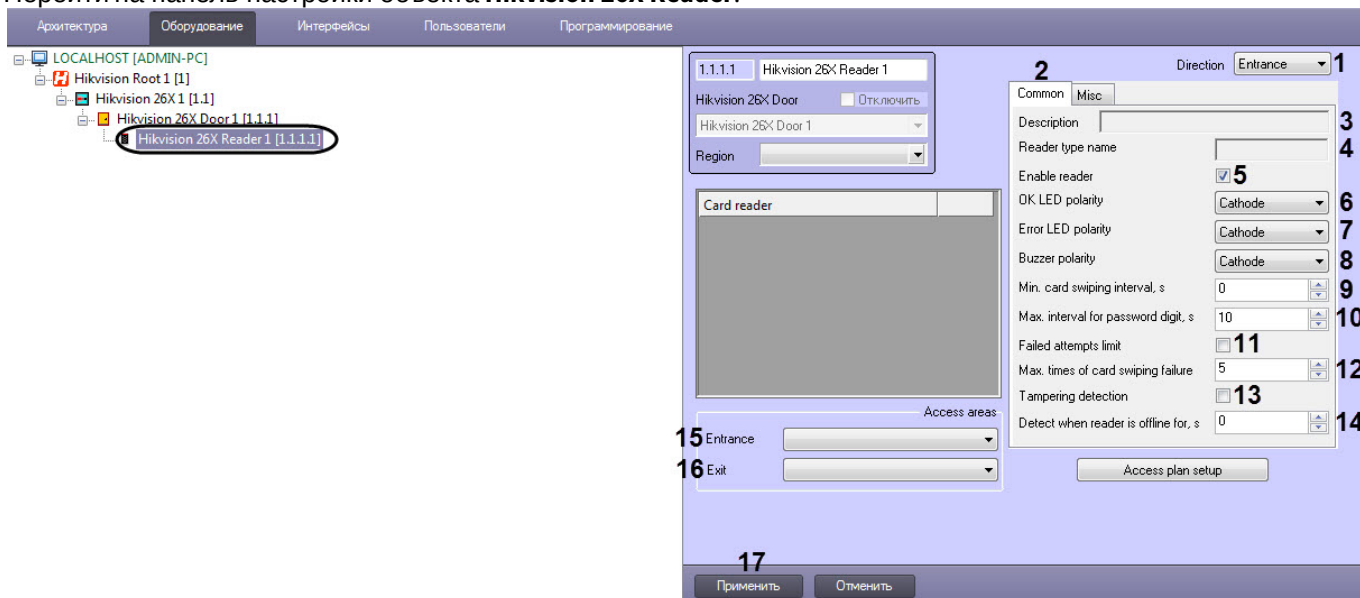 Перейти на панель настройки объекта Hikvision 26x Reader.
Архитектура Оборудование Интерфейсы Пользователи Программирование
LOCALHOST [ADMIN-PC]
Hikvision Root 1 [1]
Hikvision 26X 1 [1.1]
Hikvision 26X Door 1 [1.1.1]
Hikvision 26X Reader 1 [1.1.1.1]
1.1.1.1 Hikvision 26X Reader 1
Hikvision 26X Door Отключить
Hikvision 26X Door 1
Region
Card reader
Access areas
15 Entrance
16 Exit
Direction Entrance 1
2
Common Misc
Description 3
Reader type name 4
Enable reader 5
OK LED polarity Cathode 6
Error LED polarity Cathode 7
Buzzer polarity Cathode 8
Min. card swiping interval, s 0 9
Max. interval for password digit, s 10 10
Failed attempts limit 11
Max. times of card swiping failure 5 12
Tampering detection 13
Detect when reader is offline for, s 0 14
Access plan setup
17
Применить Отменить